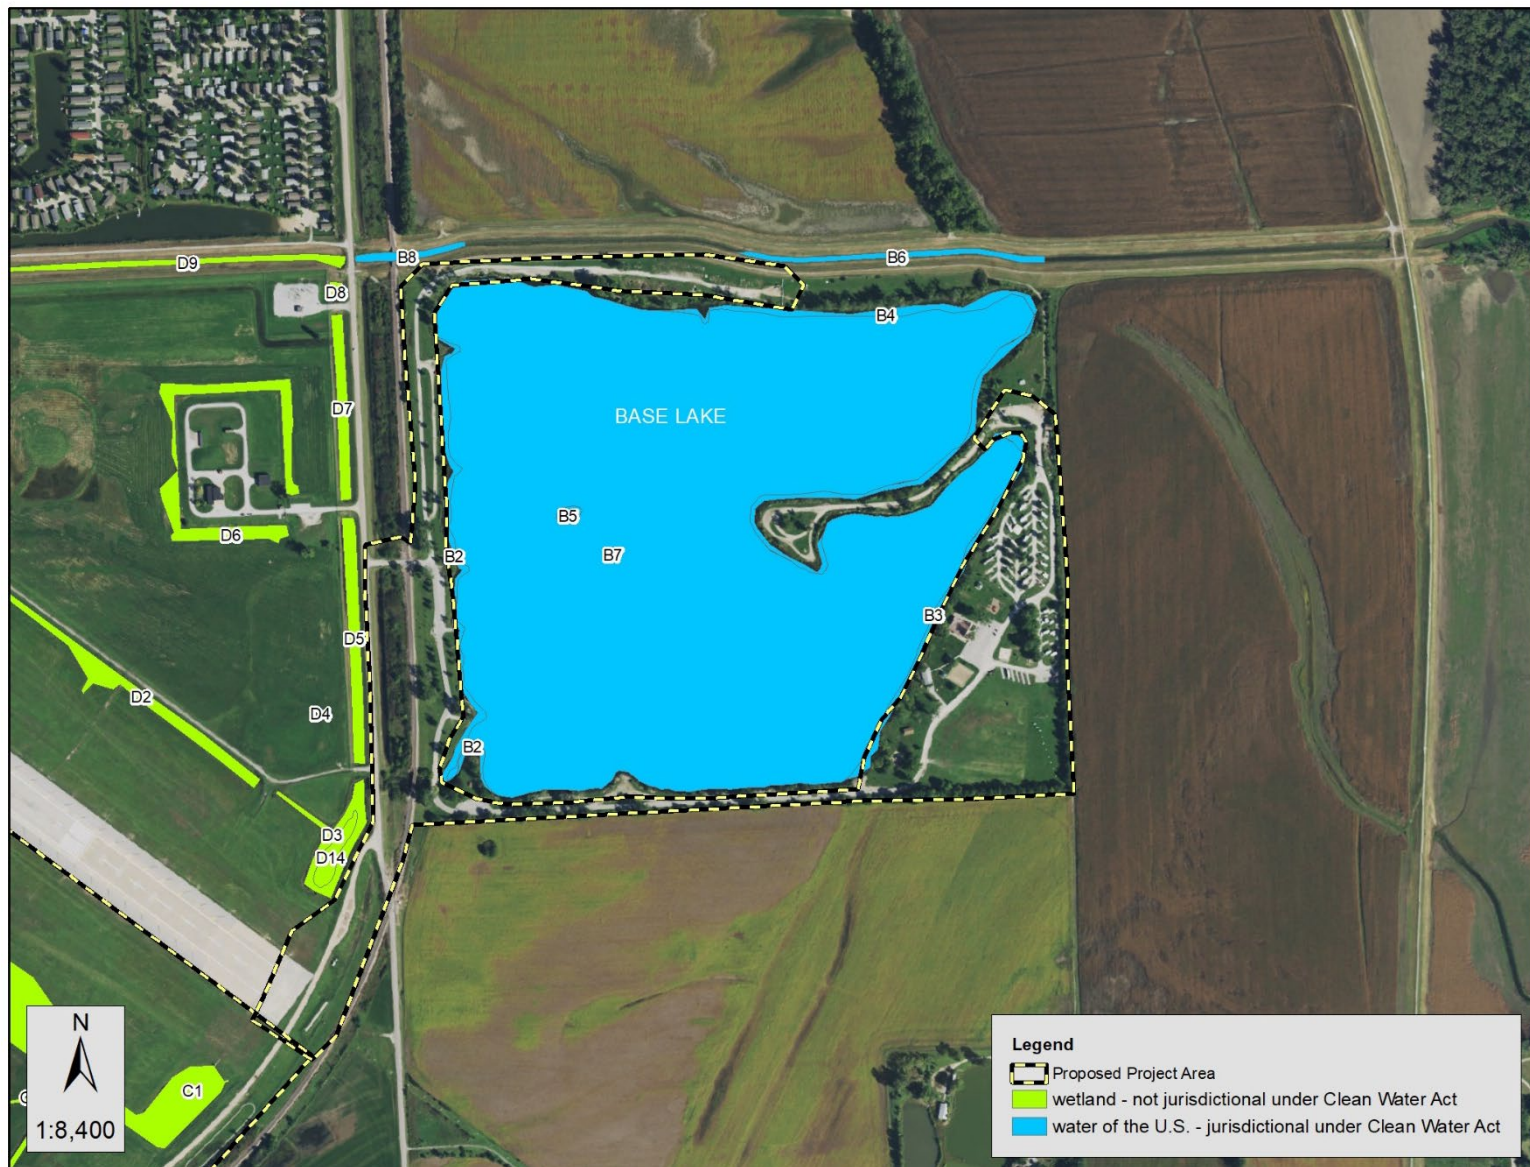 B8
B6
D9
D8
B4
D7
BASE LAKE
B5
D6
B2
B7
B3
D5
D2
D4
B2
D3
D14
C1
N
1:8,400
Legend
Proposed Project Area
wetland - not jurisdictional under Clean Water Act
water of the U.S. - jurisdictional under Clean Water Act